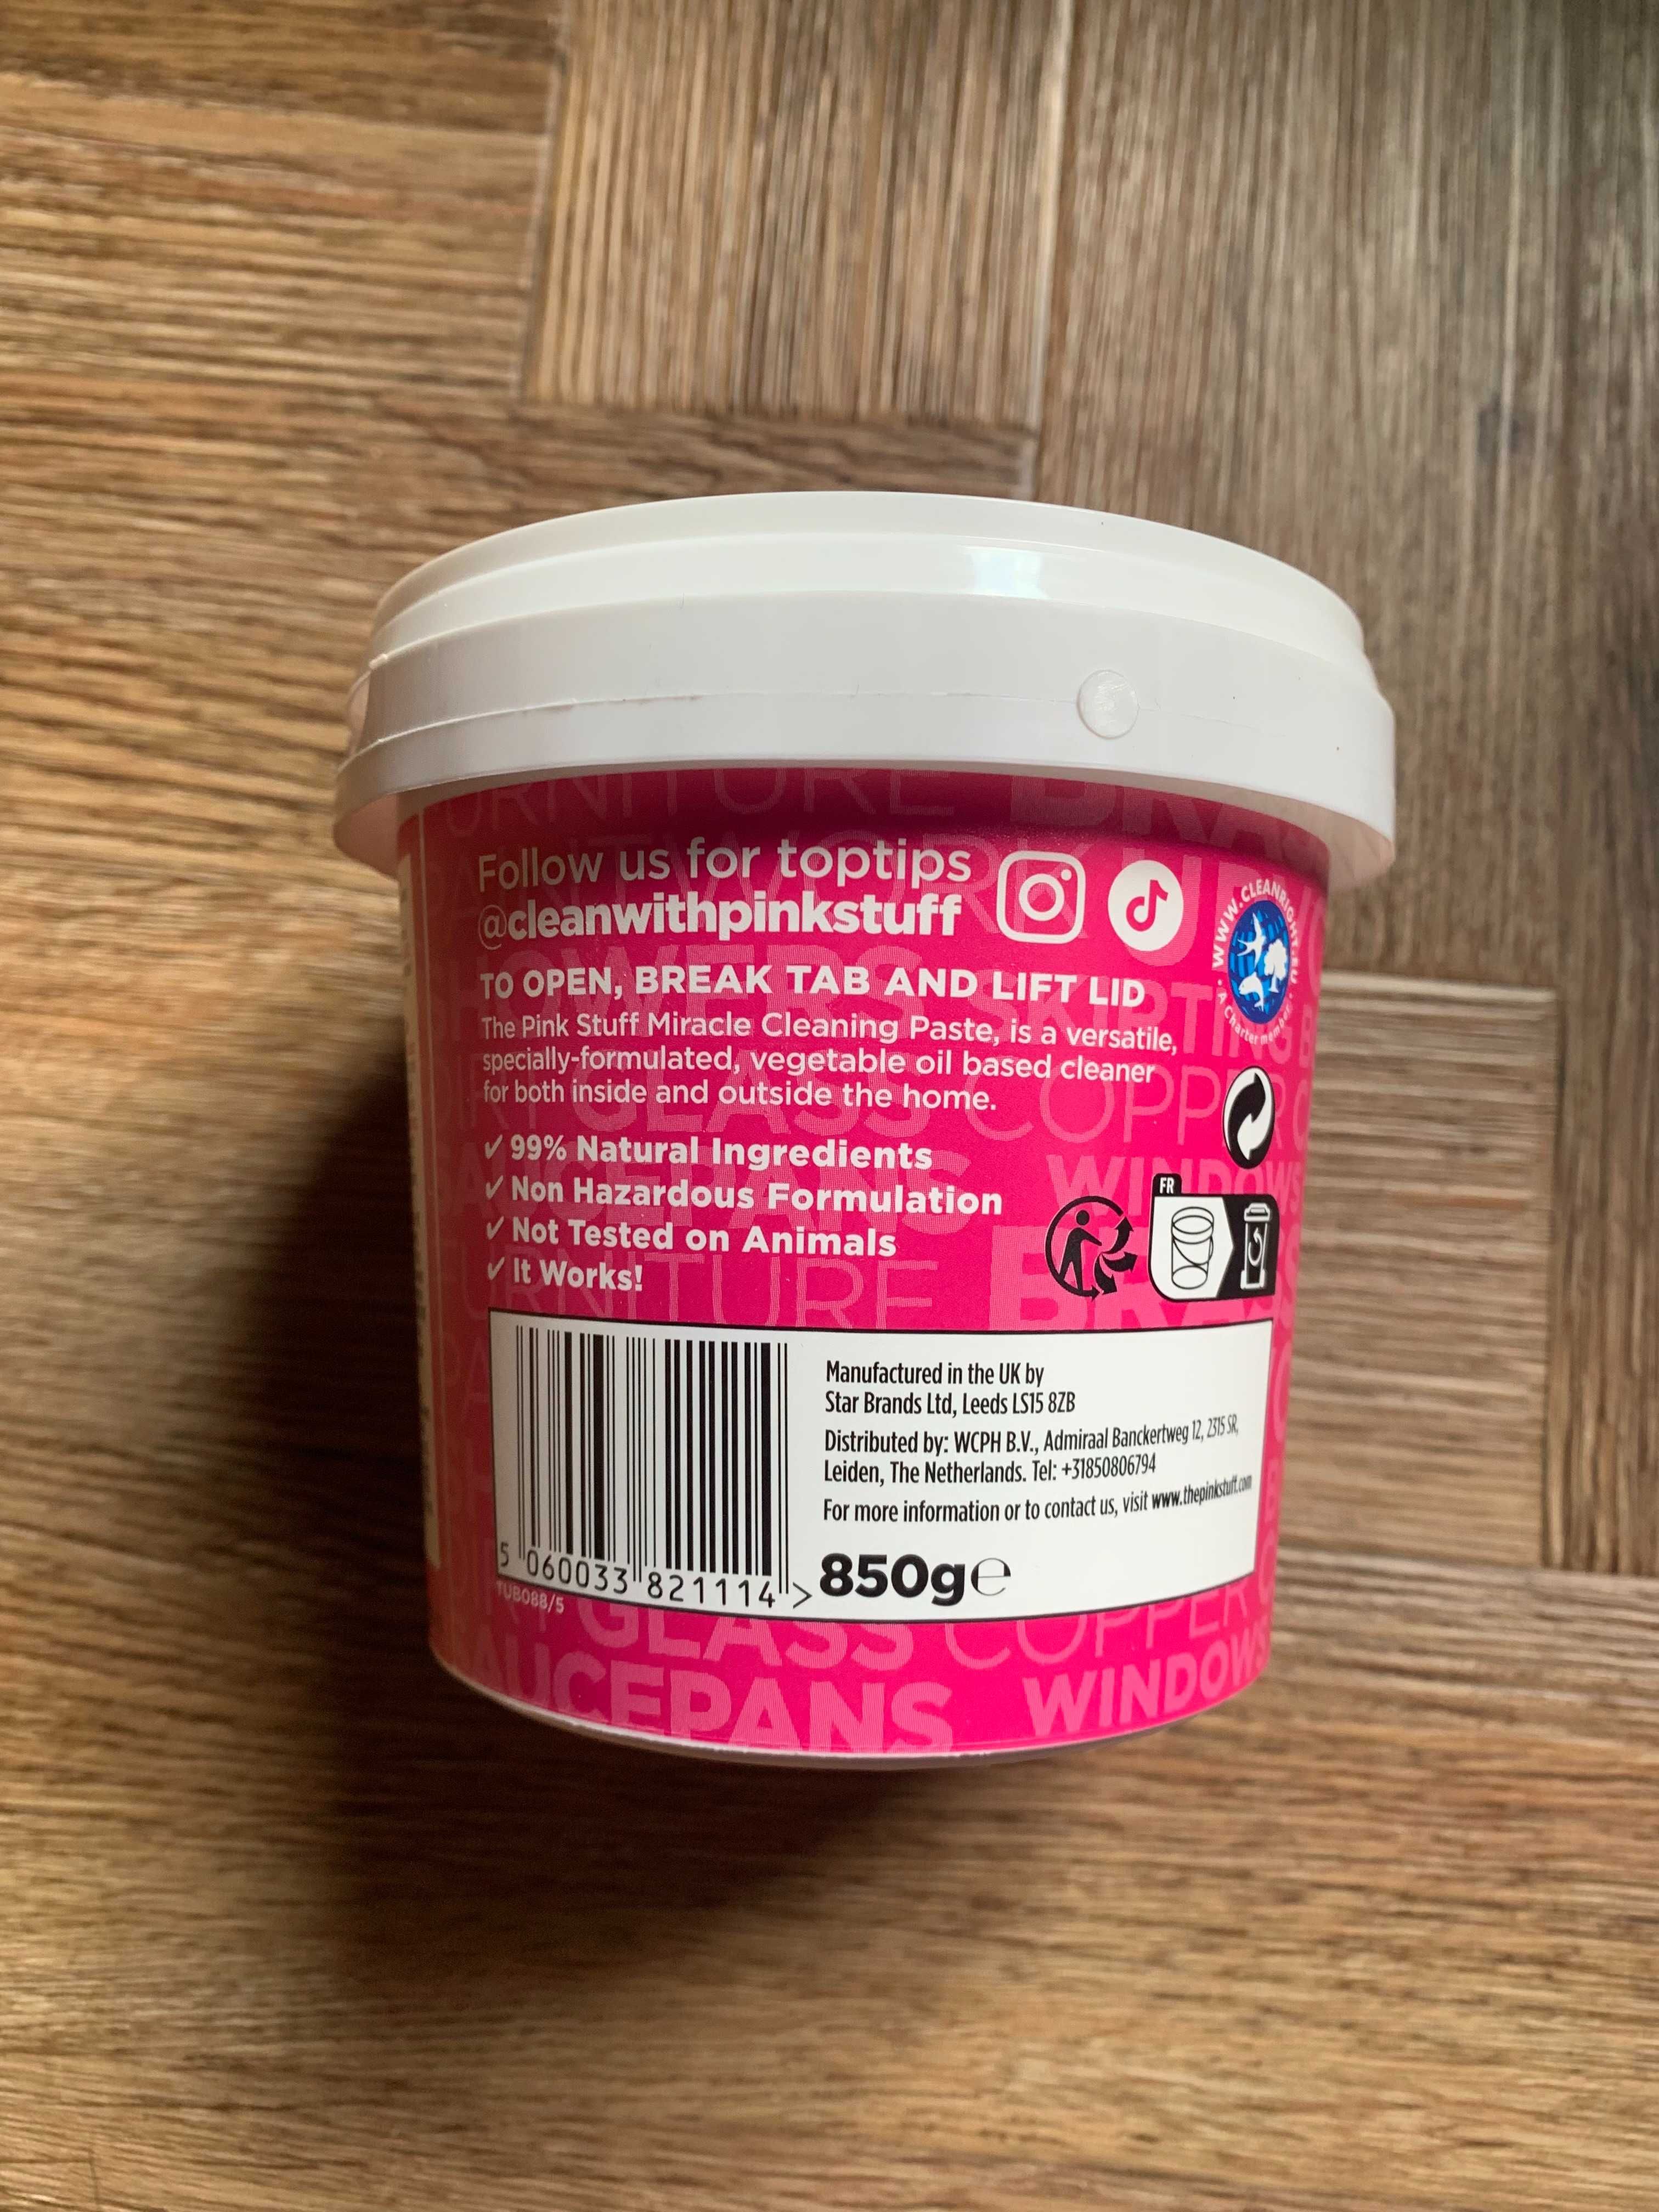 URNITURE BRA
Follow us for toptips
@cleanwithpinkstuff
WWW.CLEANRIGHT.EU
A Charter member
TO OPEN, BREAK TAB AND LIFT LID
The Pink Stuff Miracle Cleaning Paste, is a versatile,
specially-formulated, vegetable oil based cleaner
for both inside and outside the home.
✓ 99% Natural Ingredients
✓ Non Hazardous Formulation
✓ Not Tested on Animals
✓ It Works!
FR
Manufactured in the UK by
Star Brands Ltd, Leeds LS15 8ZB
Distributed by: WCPH B.V., Admiraal Banckertweg 12, 2315 SR,
Leiden, The Netherlands. Tel: +31850806794
For more information or to contact us, visit www.thepinkstuff.com
850g℮
5 060033 821114 >
TUB088/5
GLASS COPPER
AUCEPANS WINDOWS